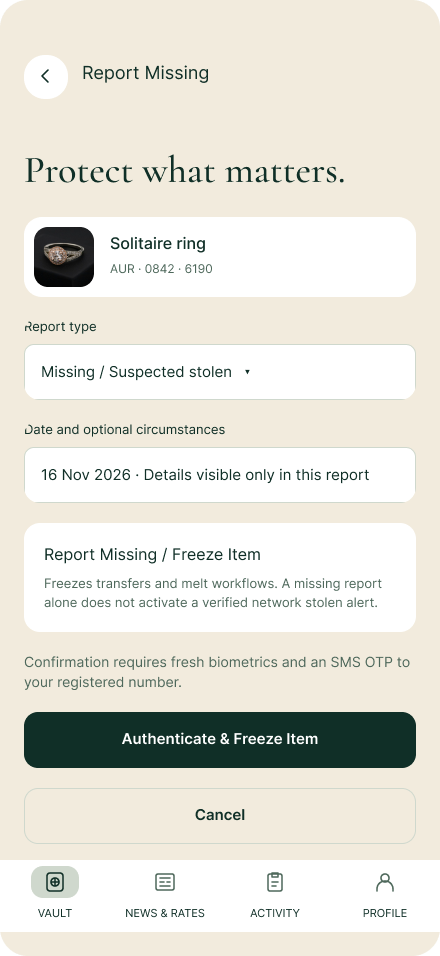 Report Missing
Protect what matters.
Solitaire ring
AUR · 0842 · 6190
Report type
Missing / Suspected stolen ▾
Date and optional circumstances
16 Nov 2026 · Details visible only in this report
Report Missing / Freeze Item
Freezes transfers and melt workflows. A missing report
alone does not activate a verified network stolen alert.
Confirmation requires fresh biometrics and an SMS OTP to
your registered number.
Authenticate & Freeze Item
Cancel
VAULT
NEWS & RATES
ACTIVITY
PROFILE